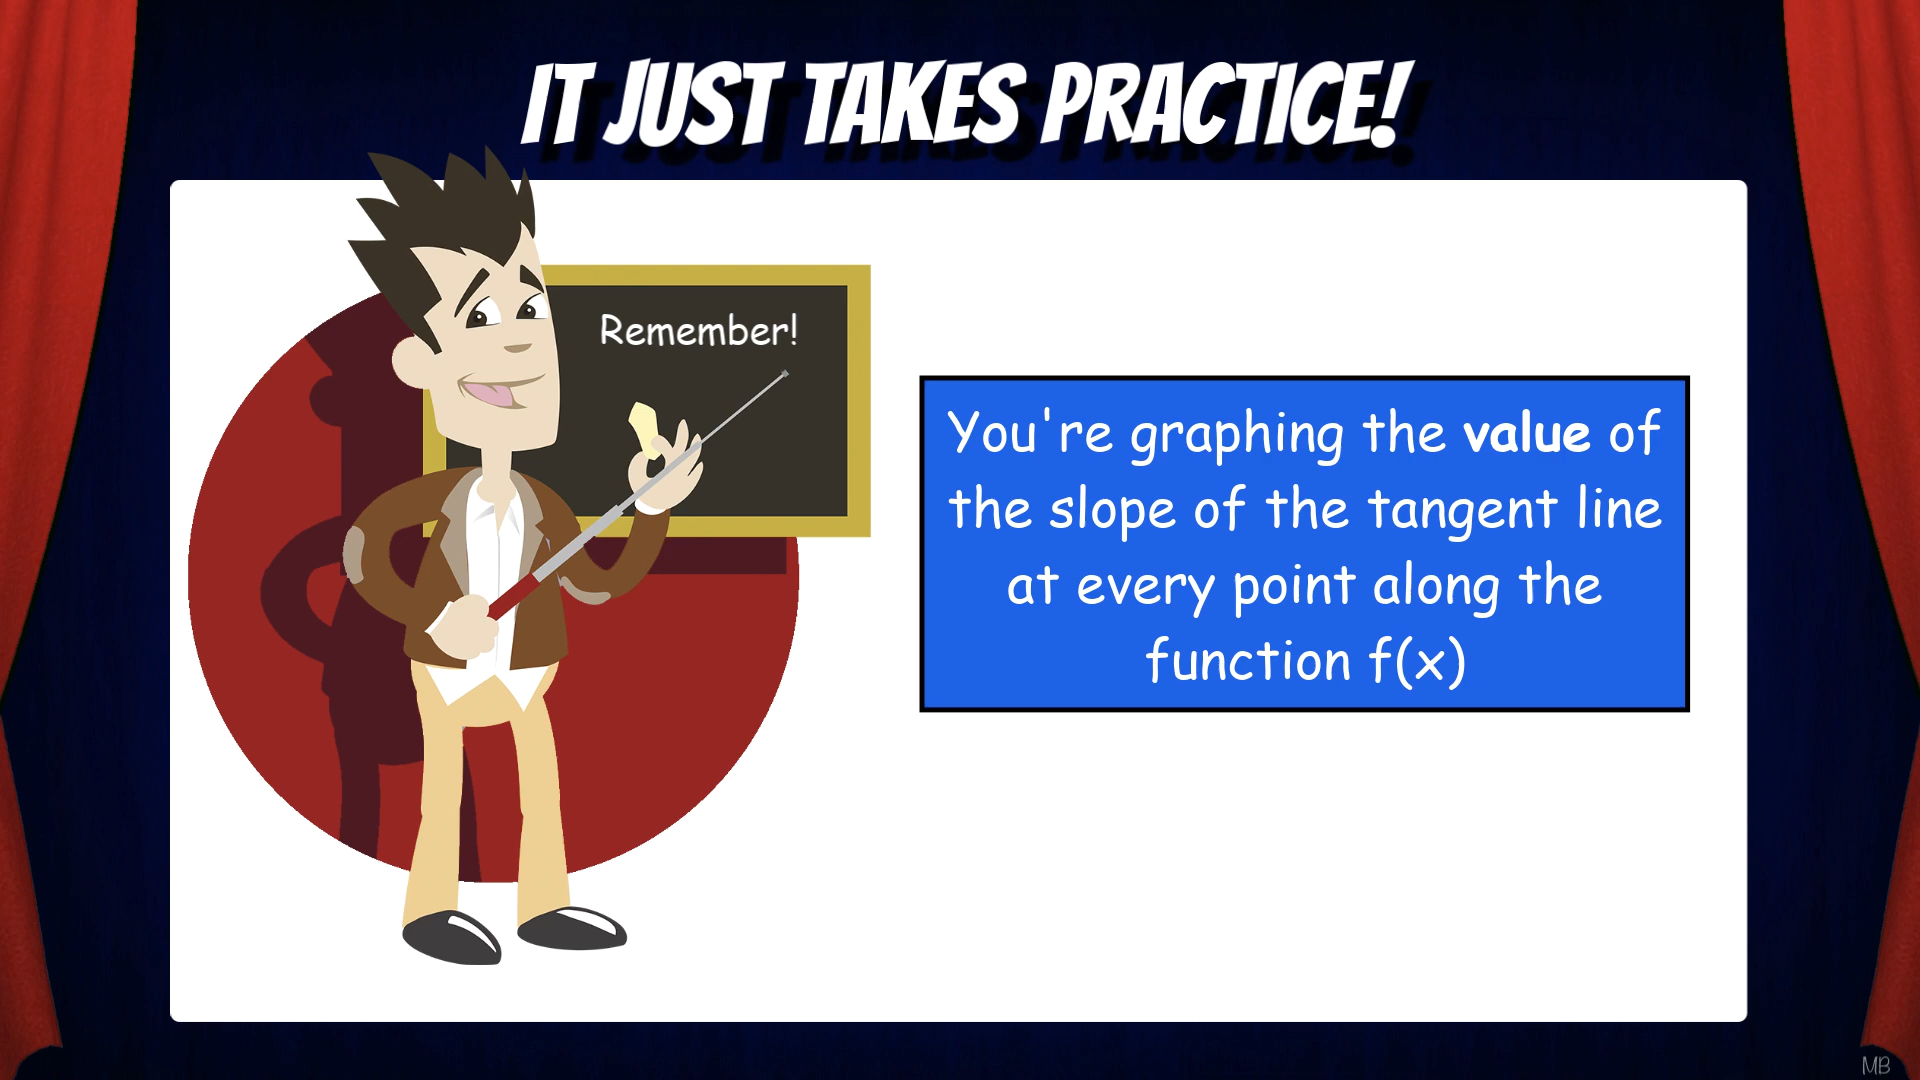 IT JUST TAKES PRACTICE!
Remember!
You're graphing the value of
the slope of the tangent line
at every point along the
function f(x)
MB